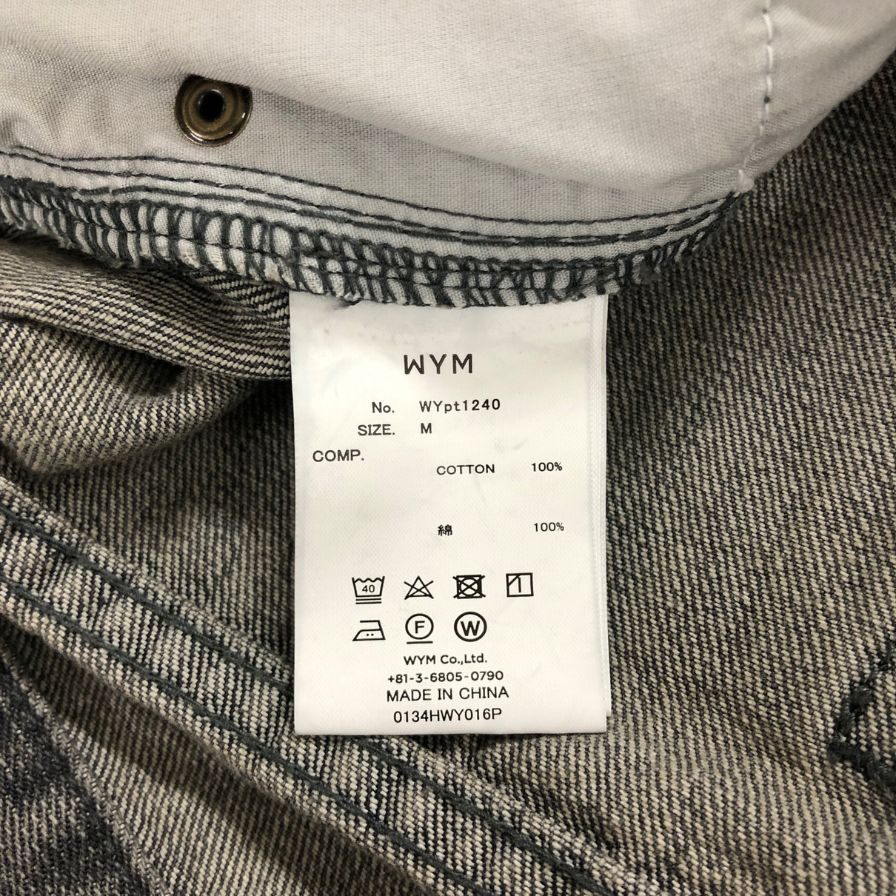 WYM
No. WYpt1240
SIZE. M
COMP.
COTTON 100%
綿 100%
40
F W
WYM Co.,Ltd.
+81-3-6805-0790
MADE IN CHINA
0134HWY016P